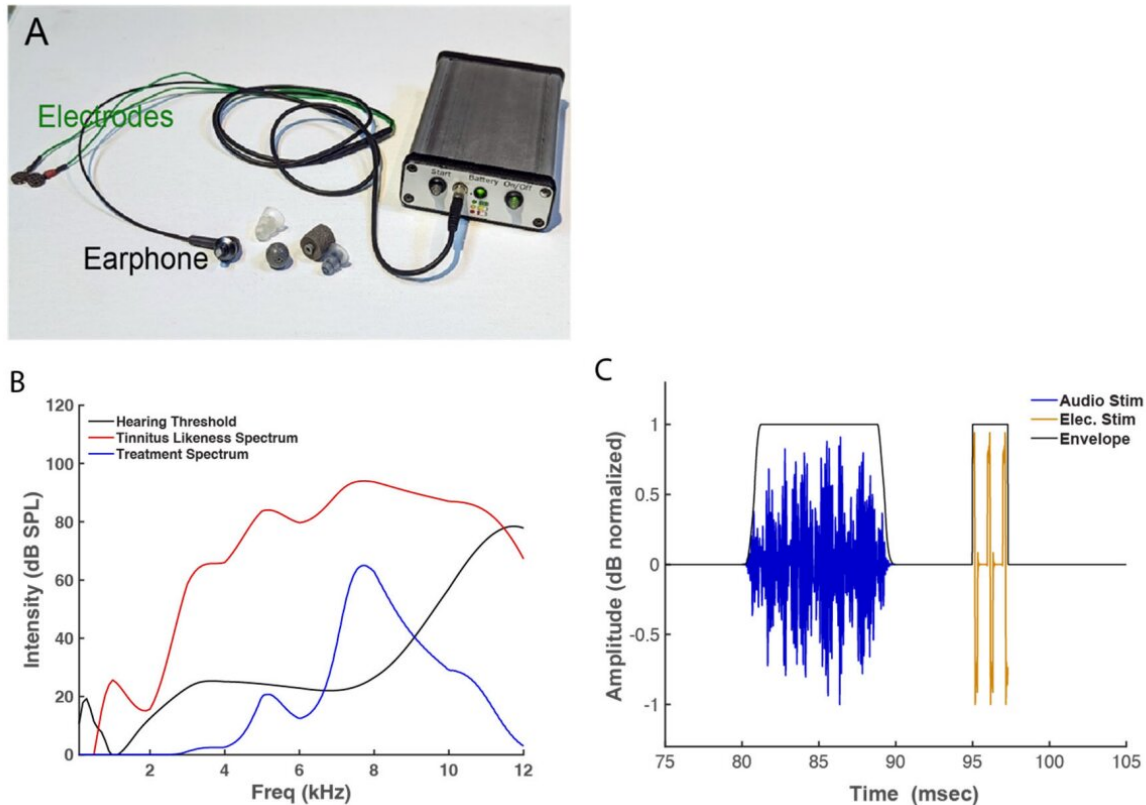 A
Electrodes
Start
Battery
On/Off
Earphone
B
120
100
80
60
40
20
0
Intensity (dB SPL)
Hearing Threshold
Tinnitus Likeness Spectrum
Treatment Spectrum
2 4 6 8 10 12
Freq (kHz)
C
1
0.5
0
-0.5
-1
Amplitude (dB normalized)
Audio Stim
Elec. Stim
Envelope
75 80 85 90 95 100 105
Time (msec)